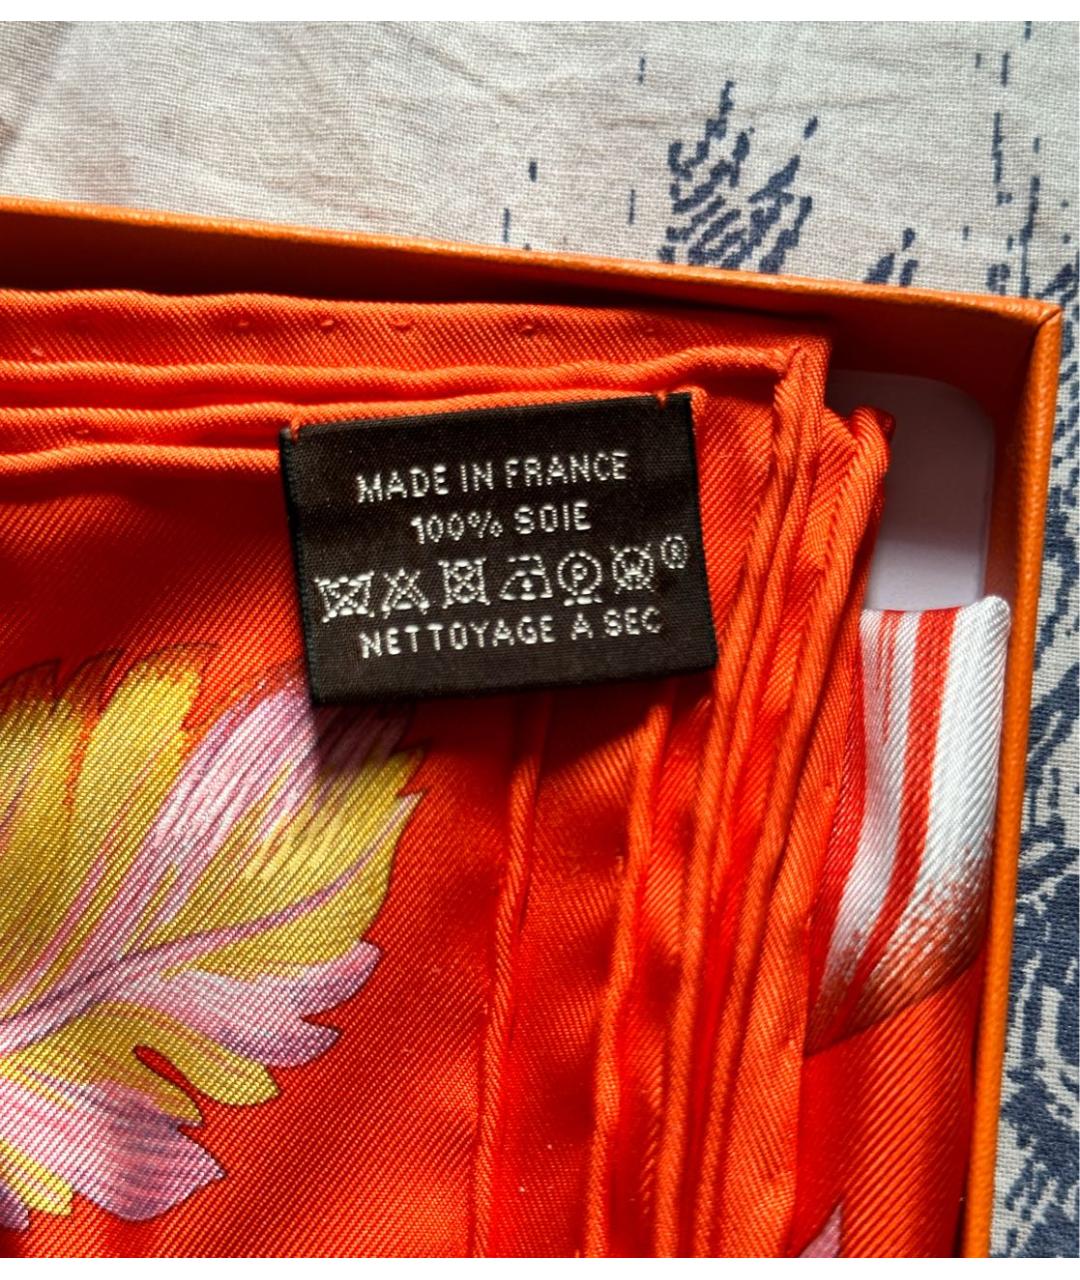 MADE IN FRANCE
100% SOIE
®
NETTOYAGE A SEC